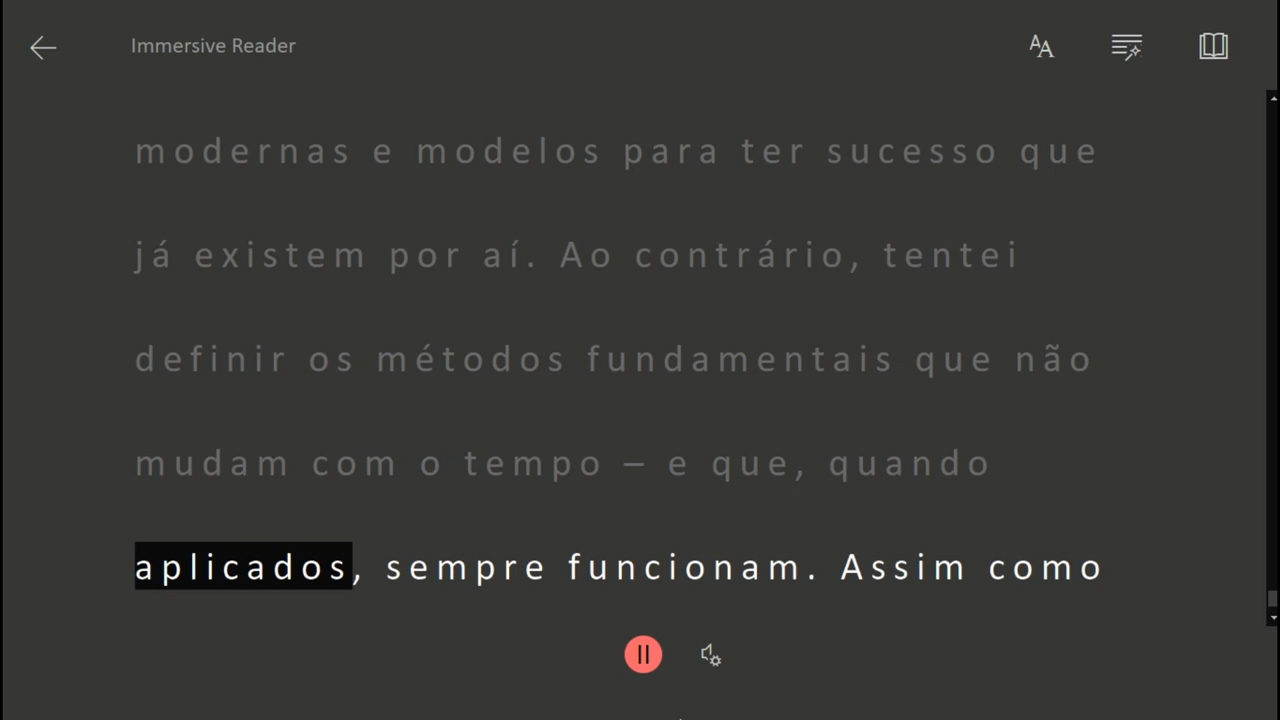 Immersive Reader
modernas e modelos para ter sucesso que
já existem por aí. Ao contrário, tentei
definir os métodos fundamentais que não
mudam com o tempo – e que, quando
aplicados, sempre funcionam. Assim como